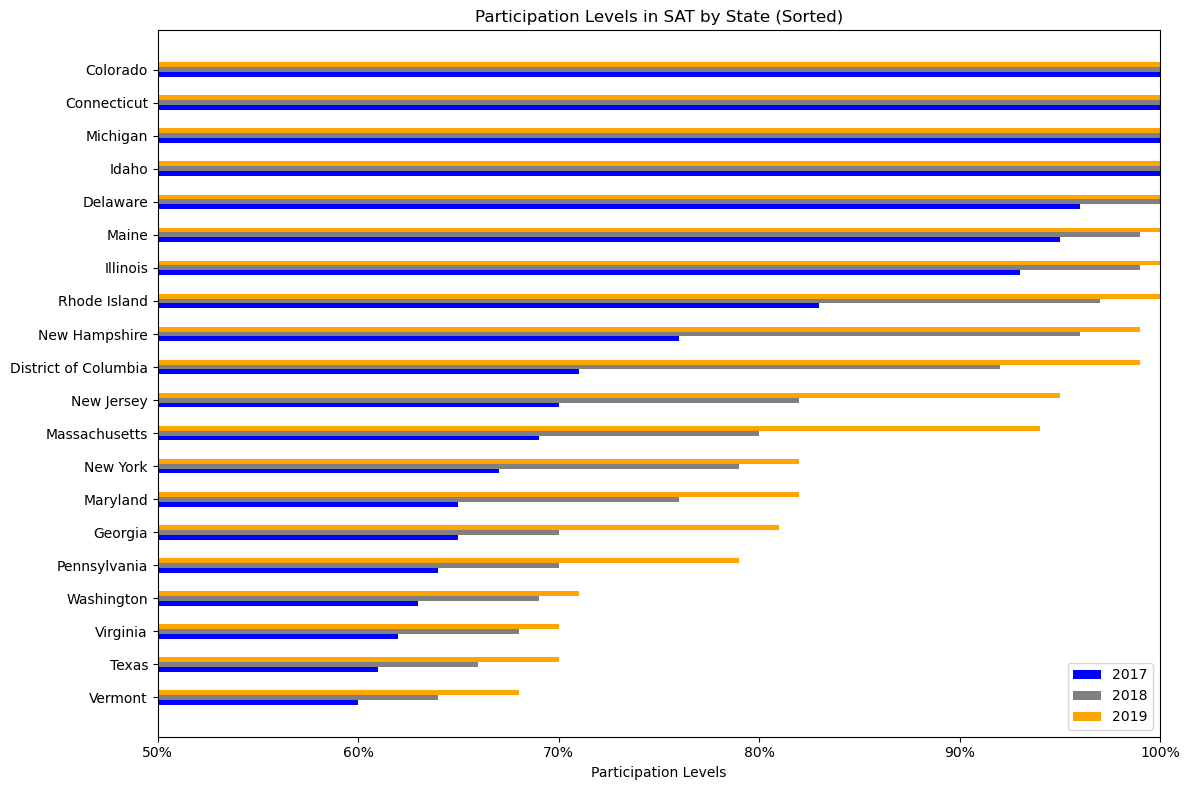 Participation Levels in SAT by State (Sorted)
Colorado
Connecticut
Michigan
Idaho
Delaware
Maine
Illinois
Rhode Island
New Hampshire
District of Columbia
New Jersey
Massachusetts
New York
Maryland
Georgia
Pennsylvania
Washington
Virginia
Texas
Vermont
2017
2018
2019
50% 60% 70% 80% 90% 100%
Participation Levels